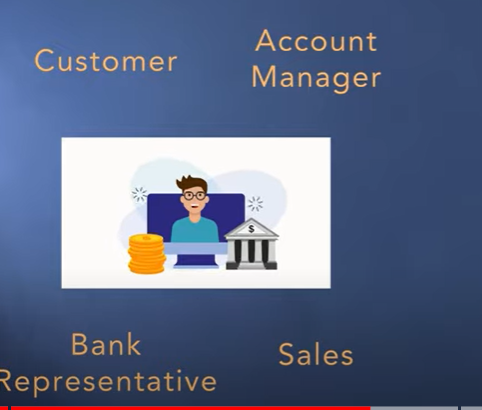 Customer
Account
Manager
$
Bank
Representative
Sales